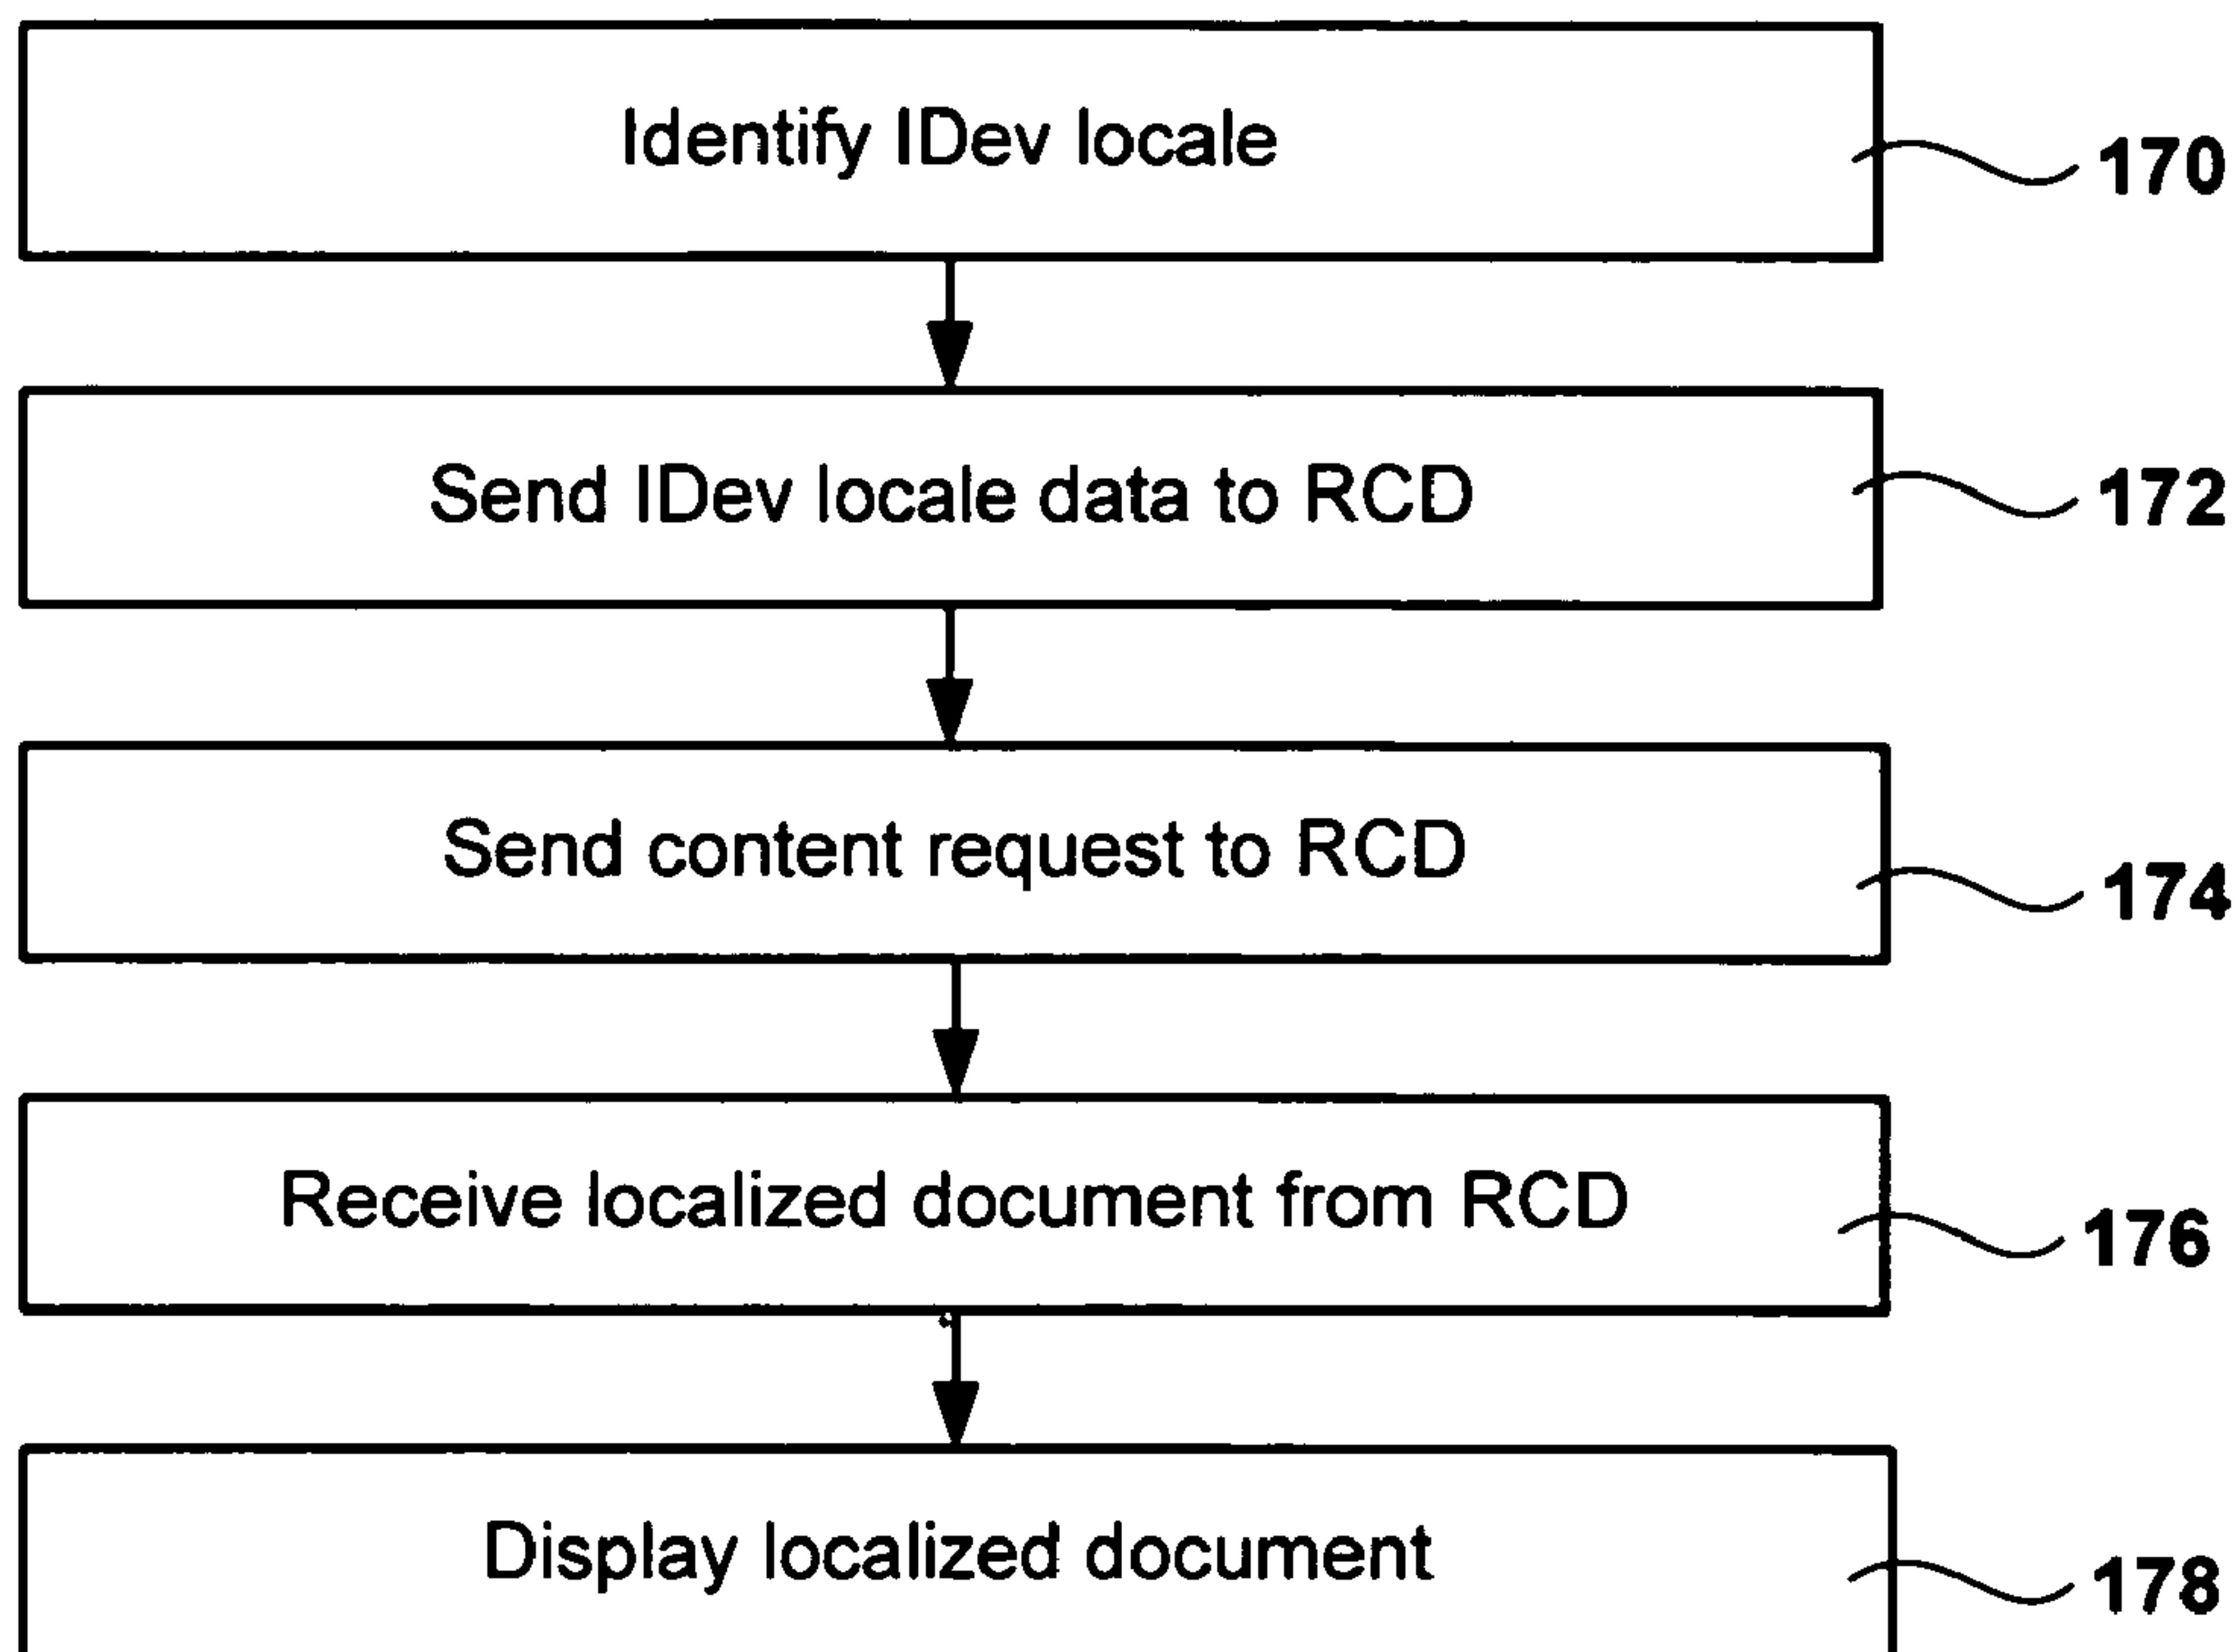 Identify IDev locale
170
Send IDev locale data to RCD
172
Send content request to RCD
174
Receive localized document from RCD
176
Display localized document
178